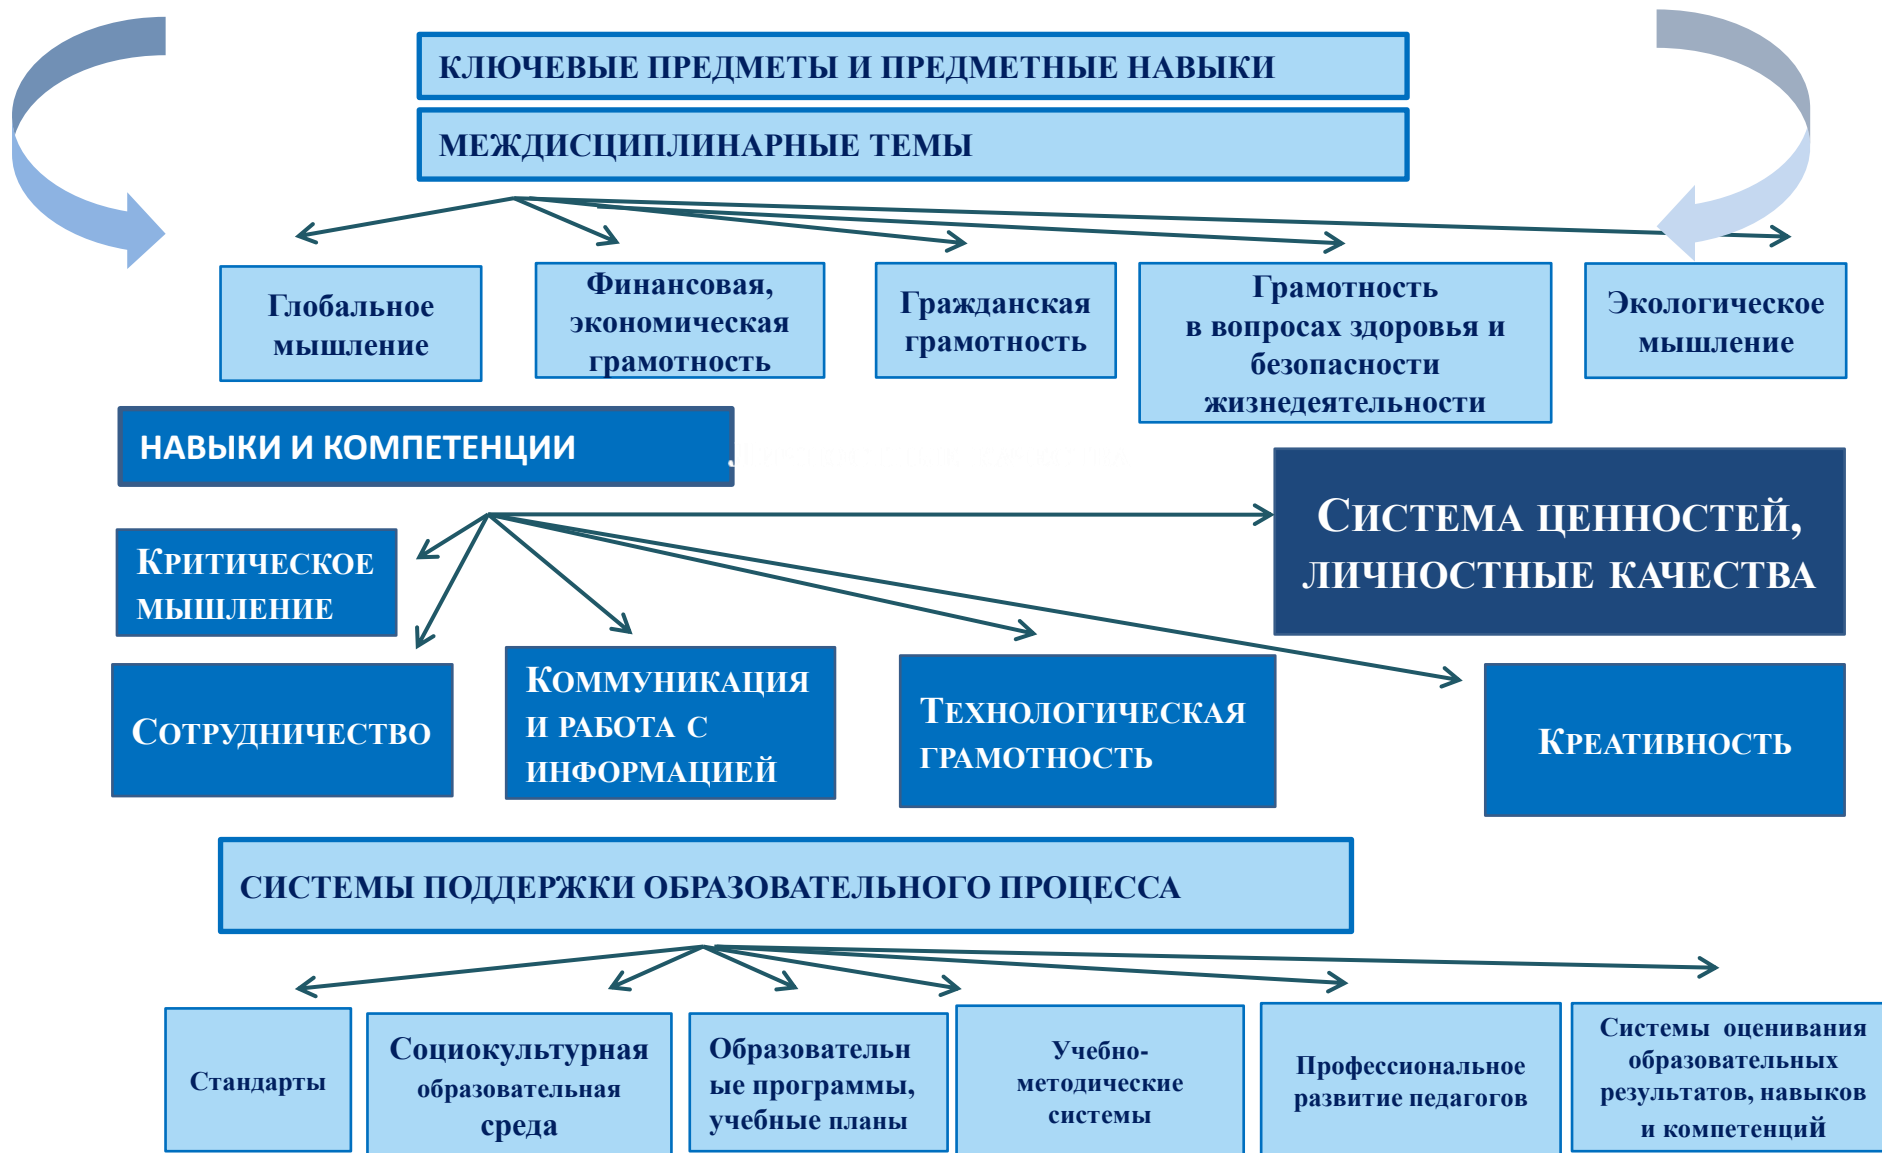 КЛЮЧЕВЫЕ ПРЕДМЕТЫ И ПРЕДМЕТНЫЕ НАВЫКИ
МЕЖДИСЦИПЛИНАРНЫЕ ТЕМЫ
Глобальное
мышление
Финансовая,
экономическая
грамотность
Гражданская
грамотность
Грамотность
в вопросах здоровья и
безопасности
жизнедеятельности
Экологическое
мышление
НАВЫКИ И КОМПЕТЕНЦИИ
СИСТЕМА ЦЕННОСТЕЙ,
ЛИЧНОСТНЫЕ КАЧЕСТВА
КРИТИЧЕСКОЕ
МЫШЛЕНИЕ
СОТРУДНИЧЕСТВО
КОММУНИКАЦИЯ
И РАБОТА С
ИНФОРМАЦИЕЙ
ТЕХНОЛОГИЧЕСКАЯ
ГРАМОТНОСТЬ
КРЕАТИВНОСТЬ
СИСТЕМЫ ПОДДЕРЖКИ ОБРАЗОВАТЕЛЬНОГО ПРОЦЕССА
Стандарты
Социокультурная
образовательная
среда
Образовательн
ые программы,
учебные планы
Учебно-
методические
системы
Профессиональное
развитие педагогов
Системы оценивания
образовательных
результатов, навыков
и компетенций